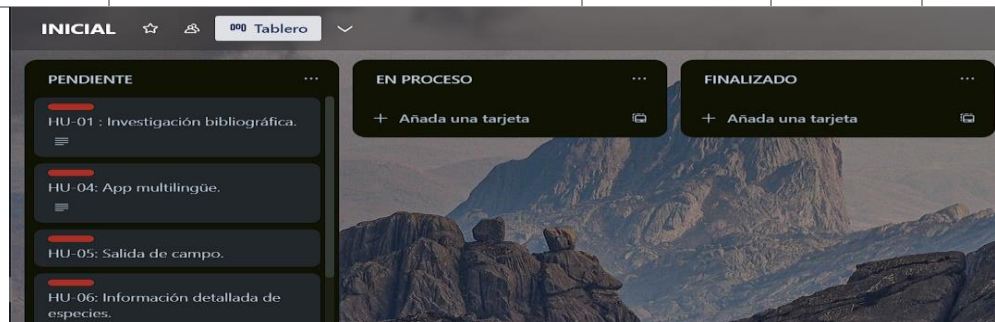 INICIAL
Tablero
PENDIENTE
HU-01 : Investigación bibliográfica.
HU-04: App multilingüe.
HU-05: Salida de campo.
HU-06: Información detallada de
especies.
EN PROCESO
+ Añada una tarjeta
FINALIZADO
+ Añada una tarjeta